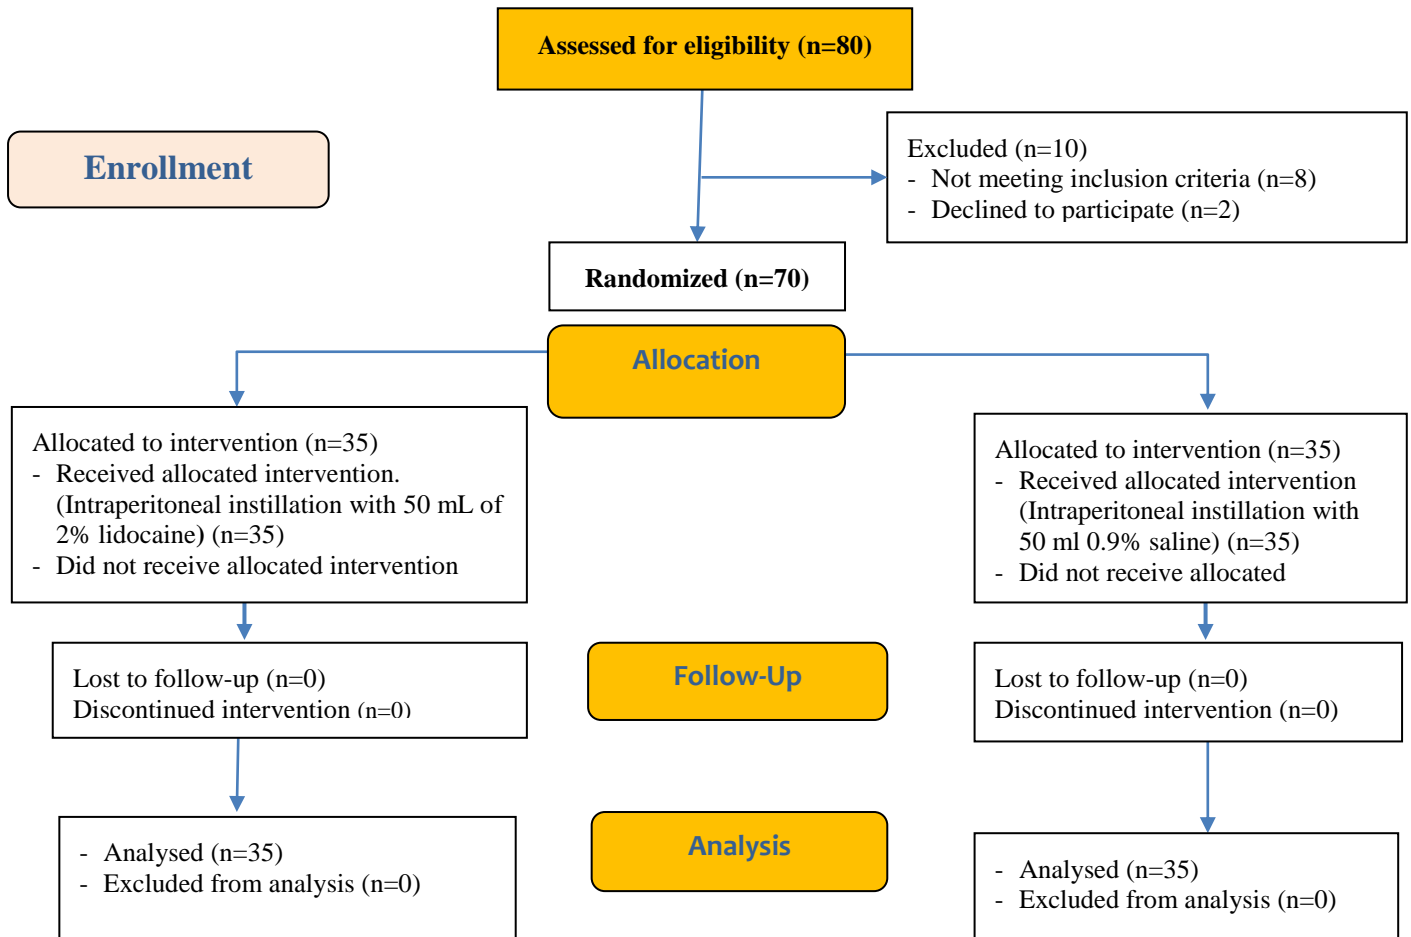 Assessed for eligibility (n=80)
Enrollment
Excluded (n=10)
- Not meeting inclusion criteria (n=8)
- Declined to participate (n=2)
Randomized (n=70)
Allocation
Allocated to intervention (n=35)
- Received allocated intervention.
(Intraperitoneal instillation with 50 mL of
2% lidocaine) (n=35)
- Did not receive allocated intervention
Allocated to intervention (n=35)
- Received allocated intervention
(Intraperitoneal instillation with
50 ml 0.9% saline) (n=35)
- Did not receive allocated
Lost to follow-up (n=0)
Discontinued intervention (n=0)
Follow-Up
Lost to follow-up (n=0)
Discontinued intervention (n=0)
- Analysed (n=35)
- Excluded from analysis (n=0)
Analysis
- Analysed (n=35)
- Excluded from analysis (n=0)